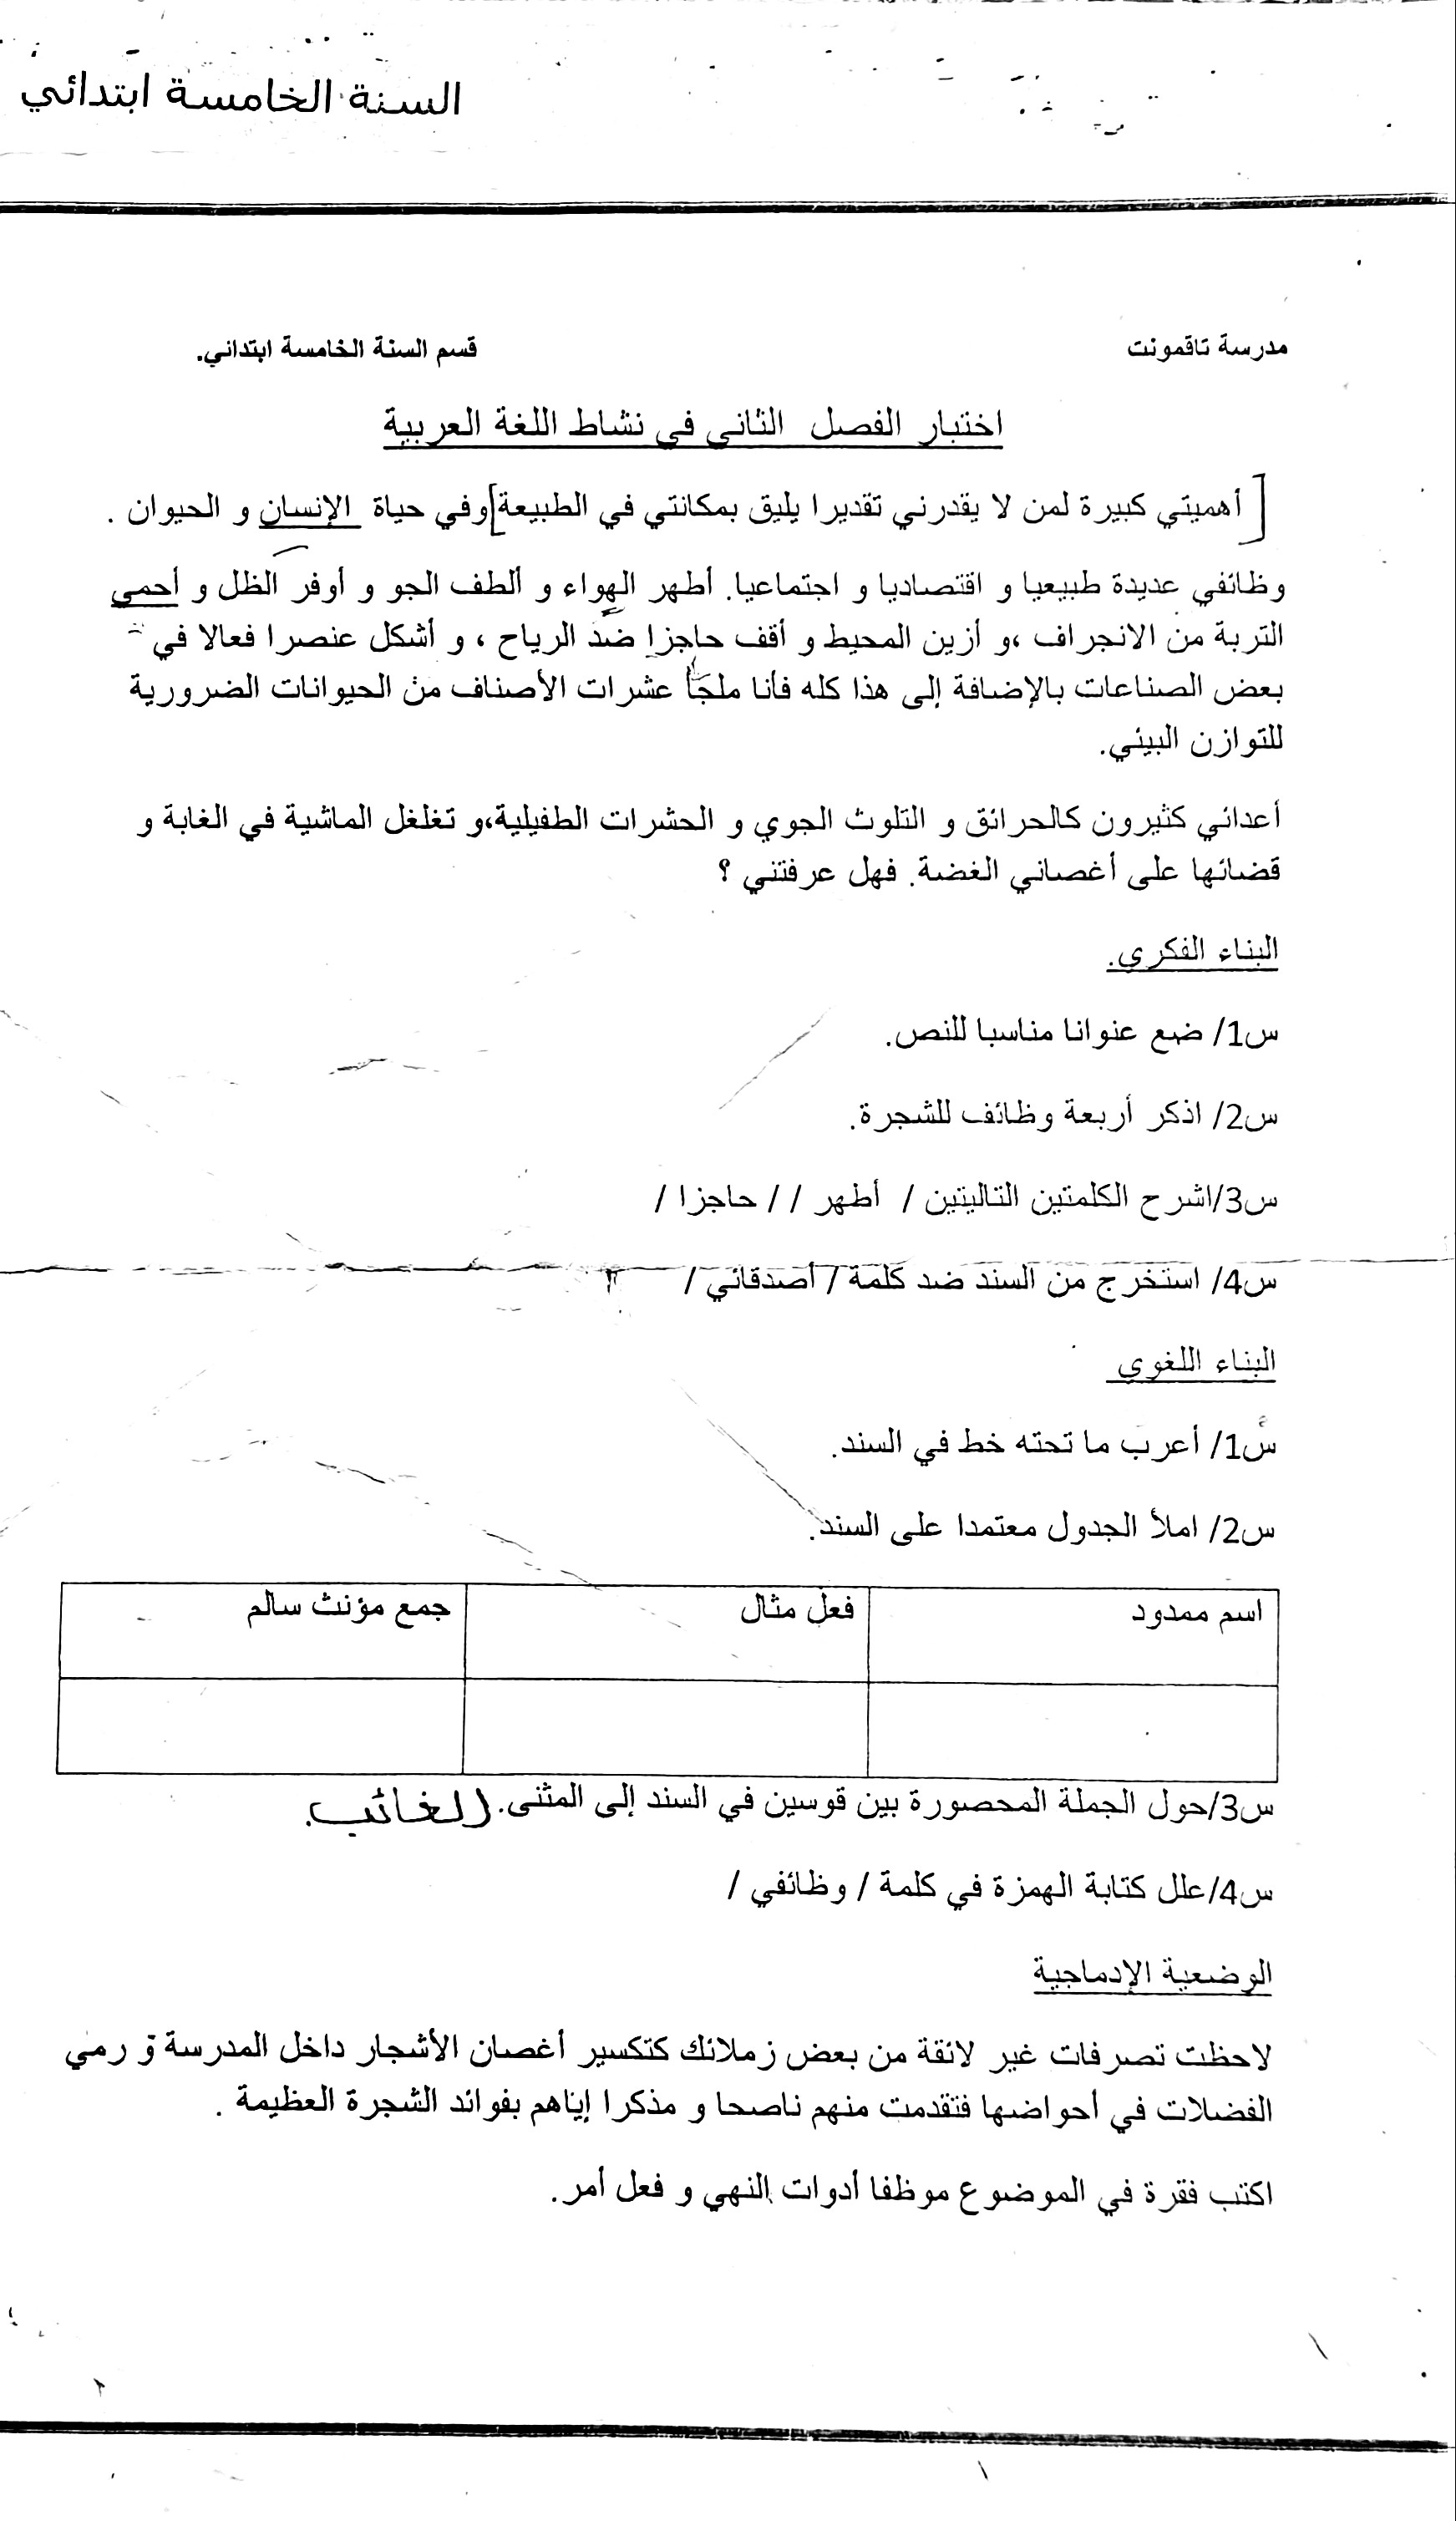 السنة الخامسة ابتدائي
مدرسة تاقمونت قسم السنة الخامسة ابتدائي.
اختبار الفصل الثاني في نشاط اللغة العربية
[أهميتي كبيرة لمن لا يقدرني تقديرا يليق بمكانتي في الطبيعة] وفي حياة الإنسان و الحيوان .
وظائفي عديدة طبيعيا و اقتصاديا و اجتماعيا. أطهر الهواء و ألطف الجو و أوفر الظل و أحمي
التربة من الانجراف ،و أزين المحيط و أقف حاجزا ضد الرياح ، و أشكل عنصرا فعالا في
بعض الصناعات بالإضافة إلى هذا كله فأنا ملجأ عشرات الأصناف من الحيوانات الضرورية
للتوازن البيئي.
أعدائي كثيرون كالحرائق و التلوث الجوي و الحشرات الطفيلية،و تغلغل الماشية في الغابة و
قضائها على أغصاني الغضة. فهل عرفتني ؟
البناء الفكري.
س1/ ضع عنوانا مناسبا للنص.
س2/ اذكر أربعة وظائف للشجرة.
س3/اشرح الكلمتين التاليتين / أطهر / / حاجزا /
س4/ استخرج من السند ضد كلمة / أصدقائي /
البناء اللغوي
س1/ أعرب ما تحته خط في السند.
س2/ املأ الجدول معتمدا على السند.
اسم ممدود فعل مثال جمع مؤنث سالم
س3/حول الجملة المحصورة بين قوسين في السند إلى المثنى. الغائب.
س4/علل كتابة الهمزة في كلمة / وظائفي /
الوضعية الإدماجية
لاحظت تصرفات غير لائقة من بعض زملائك كتكسير أغصان الأشجار داخل المدرسة و رمي
الفضلات في أحواضها فتقدمت منهم ناصحا و مذكرا إياهم بفوائد الشجرة العظيمة .
اكتب فقرة في الموضوع موظفا أدوات النهي و فعل أمر.